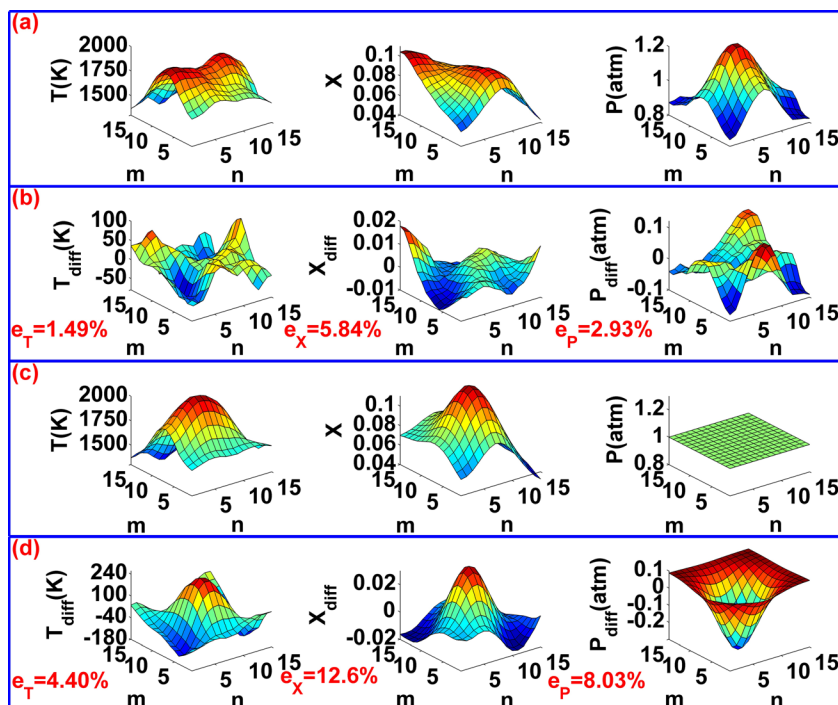 (a)
2000
1750
1500
T(K)
15
10
5
m
5
10
15
n
0.1
0.08
0.06
0.04
X
15
10
5
m
5
10
15
n
1.2
1
0.8
P(atm)
15
10
5
m
5
10
15
n
(b)
100
50
0
-50
T_diff(K)
15
10
5
m
5
10
15
n
e_T=1.49%
0.02
0.01
0
-0.01
X_diff
15
10
5
m
5
10
15
n
e_X=5.84%
0.1
0
-0.1
P_diff(atm)
15
10
5
m
5
10
15
n
e_P=2.93%
(c)
2000
1750
1500
T(K)
15
10
5
m
5
10
15
n
0.1
0.08
0.06
0.04
X
15
10
5
m
5
10
15
n
1.2
1
0.8
P(atm)
15
10
5
m
5
10
15
n
(d)
240
100
-40
-180
T_diff(K)
15
10
5
m
5
10
15
n
e_T=4.40%
0.02
0
-0.02
X_diff
15
10
5
m
5
10
15
n
e_X=12.6%
0.1
0
-0.1
-0.2
P_diff(atm)
15
10
5
m
5
10
15
n
e_P=8.03%